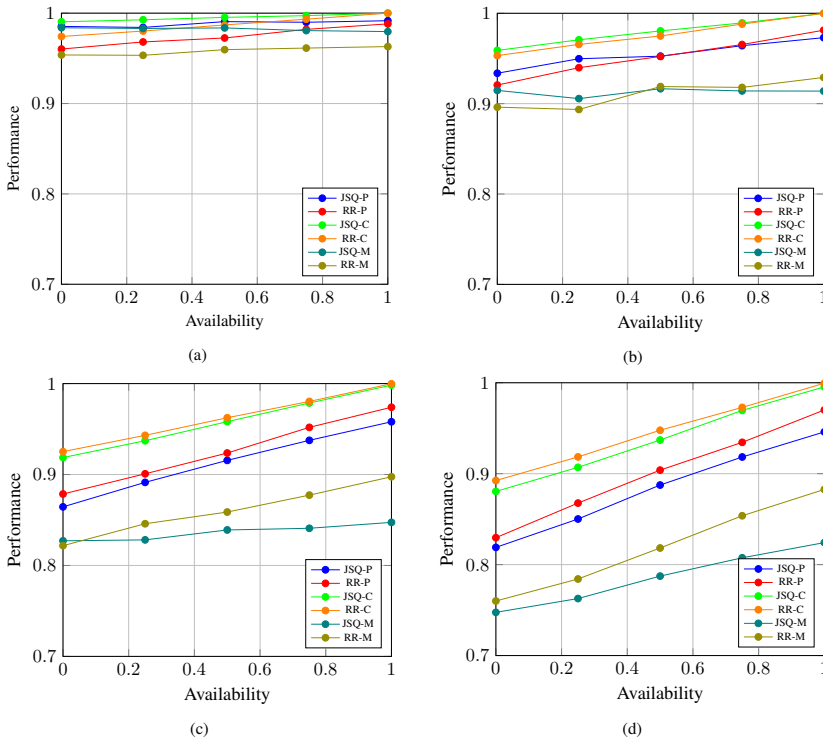 1
0.9
0.8
0.7
Performance
0
0.2
0.4
0.6
0.8
1
Availability
JSQ-P
RR-P
JSQ-C
RR-C
JSQ-M
RR-M
(a)
1
0.9
0.8
0.7
Performance
0
0.2
0.4
0.6
0.8
1
Availability
JSQ-P
RR-P
JSQ-C
RR-C
JSQ-M
RR-M
(b)
1
0.9
0.8
0.7
Performance
0
0.2
0.4
0.6
0.8
1
Availability
JSQ-P
RR-P
JSQ-C
RR-C
JSQ-M
RR-M
(c)
1
0.9
0.8
0.7
Performance
0
0.2
0.4
0.6
0.8
1
Availability
JSQ-P
RR-P
JSQ-C
RR-C
JSQ-M
RR-M
(d)